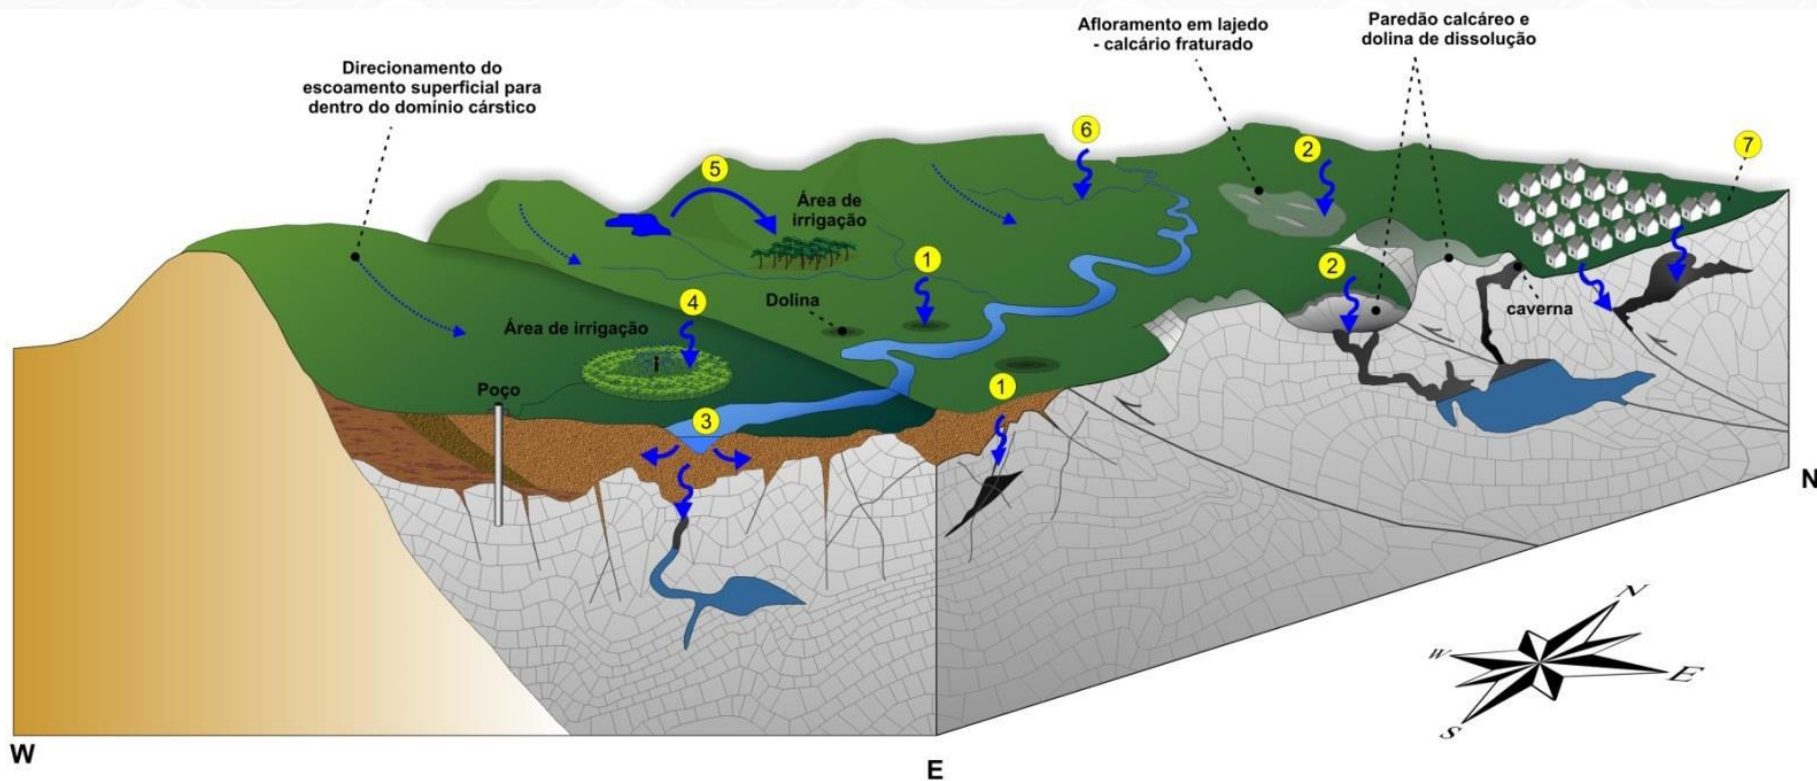 Direcionamento do
escoamento superficial para
dentro do domínio cárstico
Afloramento em lajedo
- calcário fraturado
Paredão calcáreo e
dolina de dissolução
6
2
7
5
Área de
irrigação
1
2
Dolina
4
Área de irrigação
caverna
Poço
1
3
N
W
E
N
W
E
S